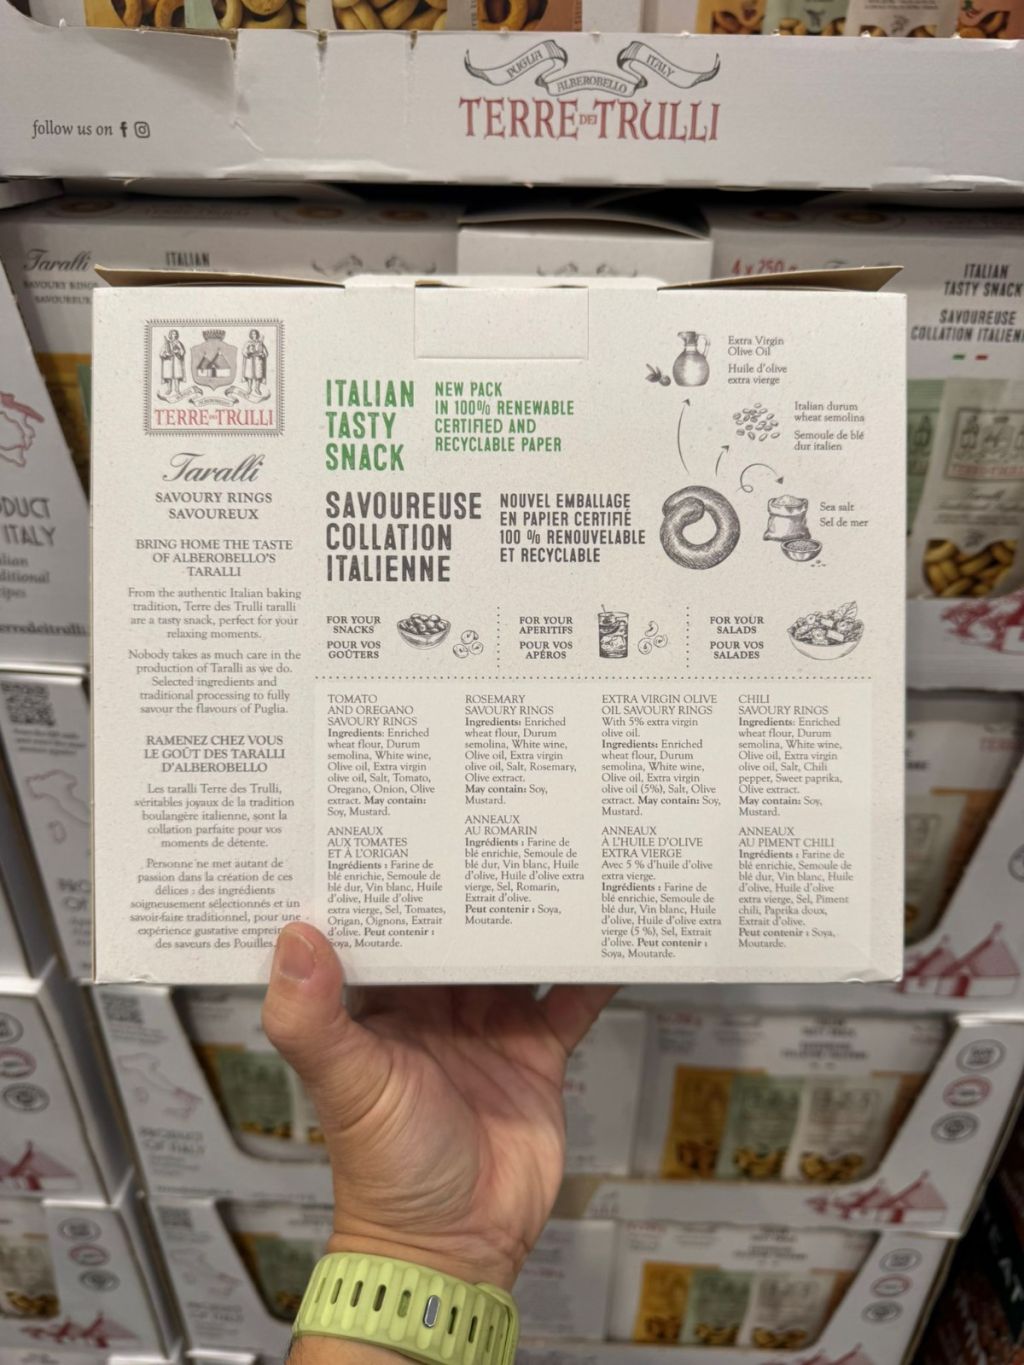 PUGLIA
ALBEROBELLO
ITALY
TERRE DEI TRULLI
follow us on
Taralli
SAVOURY RINGS
SAVOUREUX
ITALIAN
4 x 250 g
ITALIAN
TASTY SNACK
SAVOUREUSE
COLLATION ITALIEN
TERRE DEI TRULLI
Taralli
SAVOURY RINGS
SAVOUREUX
BRING HOME THE TASTE
OF ALBEROBELLO'S
TARALLI
From the authentic Italian baking
tradition, Terre dei Trulli taralli
are a tasty snack, perfect for your
relaxing moments.
Nobody takes as much care in the
production of Taralli as we do.
Selected ingredients and
traditional processing to fully
savour the flavours of Puglia.
RAMENEZ CHEZ VOUS
LE GOÛT DES TARALLI
D'ALBEROBELLO
Les taralli Terre des Trulli,
véritables joyaux de la tradition
boulangère italienne, sont la
collation parfaite pour vos
moments de détente.
Personne ne met autant de
passion dans la création de ces
délices : des ingrédients
soigneusement sélectionnés et un
savoir-faire traditionnel, pour une
expérience gustative emprein
des saveurs des Pouilles.
ITALIAN
TASTY
SNACK
NEW PACK
IN 100% RENEWABLE
CERTIFIED AND
RECYCLABLE PAPER
SAVOUREUSE
COLLATION
ITALIENNE
NOUVEL EMBALLAGE
EN PAPIER CERTIFIÉ
100 % RENOUVELABLE
ET RECYCLABLE
Extra Virgin
Olive Oil
Huile d'olive
extra vierge
Italian durum
wheat semolina
Semoule de blé
dur italien
Sea salt
Sel de mer
FOR YOUR
SNACKS
POUR VOS
GOÛTERS
FOR YOUR
APERITIFS
POUR VOS
APÉROS
FOR YOUR
SALADS
POUR VOS
SALADES
TOMATO
AND OREGANO
SAVOURY RINGS
Ingredients: Enriched
wheat flour, Durum
semolina, White wine,
Olive oil, Extra virgin
olive oil, Salt, Tomato,
Oregano, Onion, Olive
extract. May contain:
Soy, Mustard.
ANNEAUX
AUX TOMATES
ET À L'ORIGAN
Ingrédients : Farine de
blé enrichie, Semoule de
blé dur, Vin blanc, Huile
d'olive, Huile d'olive
extra vierge, Sel, Tomates,
Origan, Oignons, Extrait
d'olive. Peut contenir :
Soya, Moutarde.
ROSEMARY
SAVOURY RINGS
Ingredients: Enriched
wheat flour, Durum
semolina, White wine,
Olive oil, Extra virgin
olive oil, Salt, Rosemary,
Olive extract.
May contain: Soy,
Mustard.
ANNEAUX
AU ROMARIN
Ingrédients : Farine de
blé enrichie, Semoule de
blé dur, Vin blanc, Huile
d'olive, Huile d'olive extra
vierge, Sel, Romarin,
Extrait d'olive.
Peut contenir : Soya,
Moutarde.
EXTRA VIRGIN OLIVE
OIL SAVOURY RINGS
With 5% extra virgin
olive oil.
Ingredients: Enriched
wheat flour, Durum
semolina, White wine,
Olive oil, Extra virgin
olive oil (5%), Salt, Olive
extract. May contain: Soy,
Mustard.
ANNEAUX
À L'HUILE D'OLIVE
EXTRA VIERGE
Avec 5 % d'huile d'olive
extra vierge.
Ingrédients : Farine de
blé enrichie, Semoule de
blé dur, Vin blanc, Huile
d'olive, Huile d'olive extra
vierge (5 %), Sel, Extrait
d'olive. Peut contenir :
Soya, Moutarde.
CHILI
SAVOURY RINGS
Ingredients: Enriched
wheat flour, Durum
semolina, White wine,
Olive oil, Extra virgin
olive oil, Salt, Chili
pepper, Sweet paprika,
Olive extract.
May contain: Soy,
Mustard.
ANNEAUX
AU PIMENT CHILI
Ingrédients : Farine de
blé enrichie, Semoule de
blé dur, Vin blanc, Huile
d'olive, Huile d'olive
extra vierge, Sel, Piment
chili, Paprika doux,
Extrait d'olive.
Peut contenir : Soya,
Moutarde.